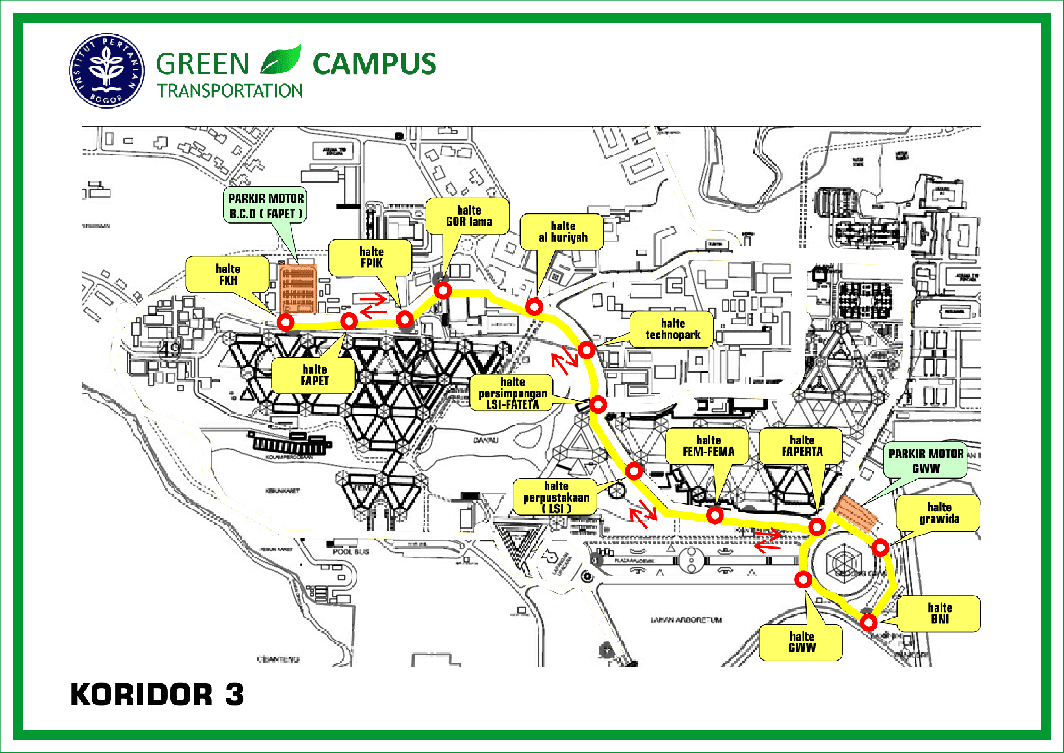 INSTITUT PERTANIAN
BOGOR
GREEN CAMPUS
TRANSPORTATION
PARKIR MOTOR
B.C.D ( FAPET )
halte
GOR lama
halte
al huriyah
halte
FPIK
halte
FKH
halte
technopark
halte
FAPET
halte
persimpangan
LSI-FATETA
halte
FEM-FEMA
halte
FAPERTA
PARKIR MOTOR
GWW
DANAU
halte
perpustakaan
( LSI )
halte
grawida
POOL BUS
halte
BNI
LAHAN ARBORETUM
halte
GWW
KORIDOR 3